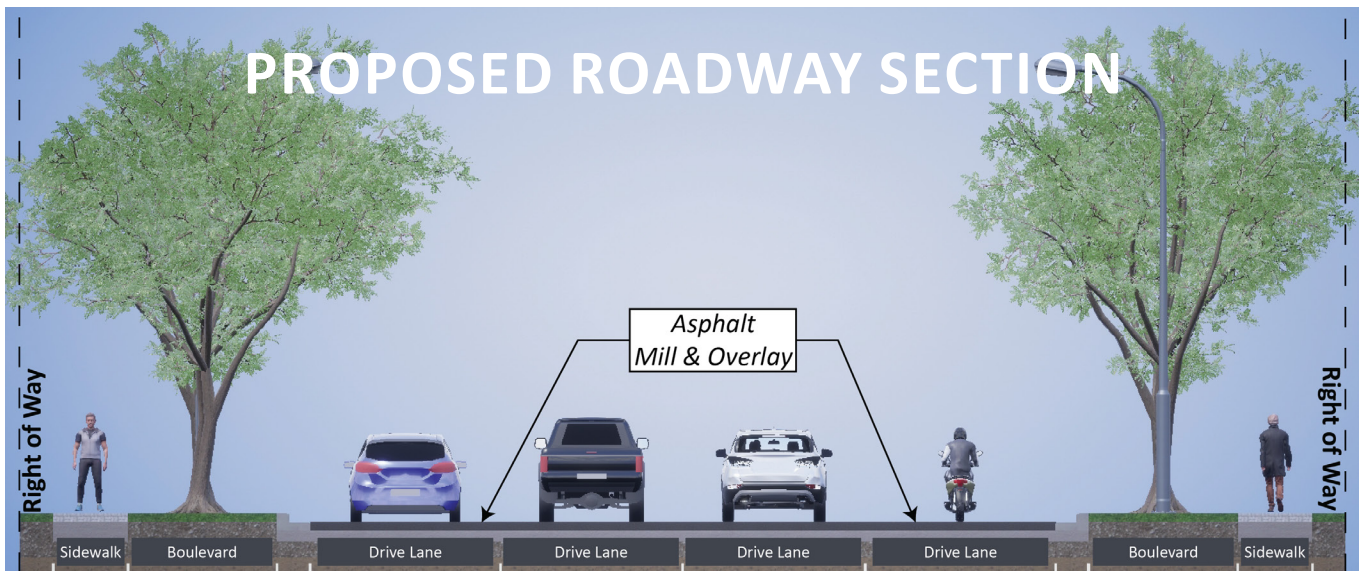 PROPOSED ROADWAY SECTION
Asphalt
Mill & Overlay
Right of Way
Right of Way
Sidewalk
Boulevard
Drive Lane
Drive Lane
Drive Lane
Drive Lane
Boulevard
Sidewalk